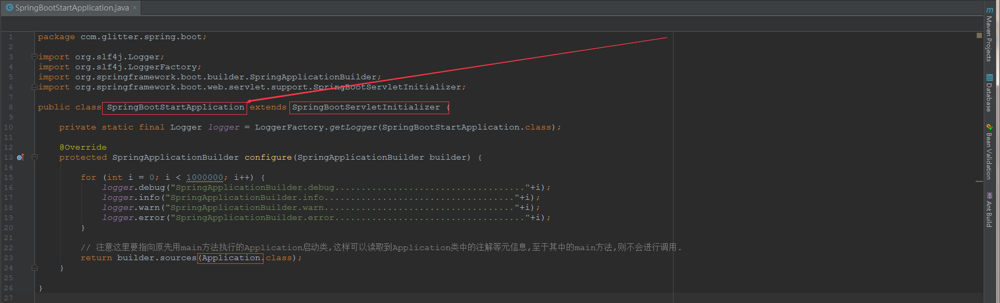 SpringBootStartApplication.java
1 package com.glitter.spring.boot;
2
3 import org.slf4j.Logger;
4 import org.slf4j.LoggerFactory;
5 import org.springframework.boot.builder.SpringApplicationBuilder;
6 import org.springframework.boot.web.servlet.support.SpringBootServletInitializer;
7
8 public class SpringBootStartApplication extends SpringBootServletInitializer {
9
10 private static final Logger logger = LoggerFactory.getLogger(SpringBootStartApplication.class);
11
12 @Override
13 protected SpringApplicationBuilder configure(SpringApplicationBuilder builder) {
14
15 for (int i = 0; i < 1000000; i++) {
16 logger.debug("SpringApplicationBuilder.debug...................................."+i);
17 logger.info("SpringApplicationBuilder.info...................................."+i);
18 logger.warn("SpringApplicationBuilder.warn...................................."+i);
19 logger.error("SpringApplicationBuilder.error...................................."+i);
20 }
21
22 // 注意这里要指向原先用main方法执行的Application启动类,这样可以读取到Application类中的注解等元信息,至于其中的main方法,则不会进行调用.
23 return builder.sources(Application.class);
24 }
25
26 }
27
Maven Projects
Database
Bean Validation
Ant Build